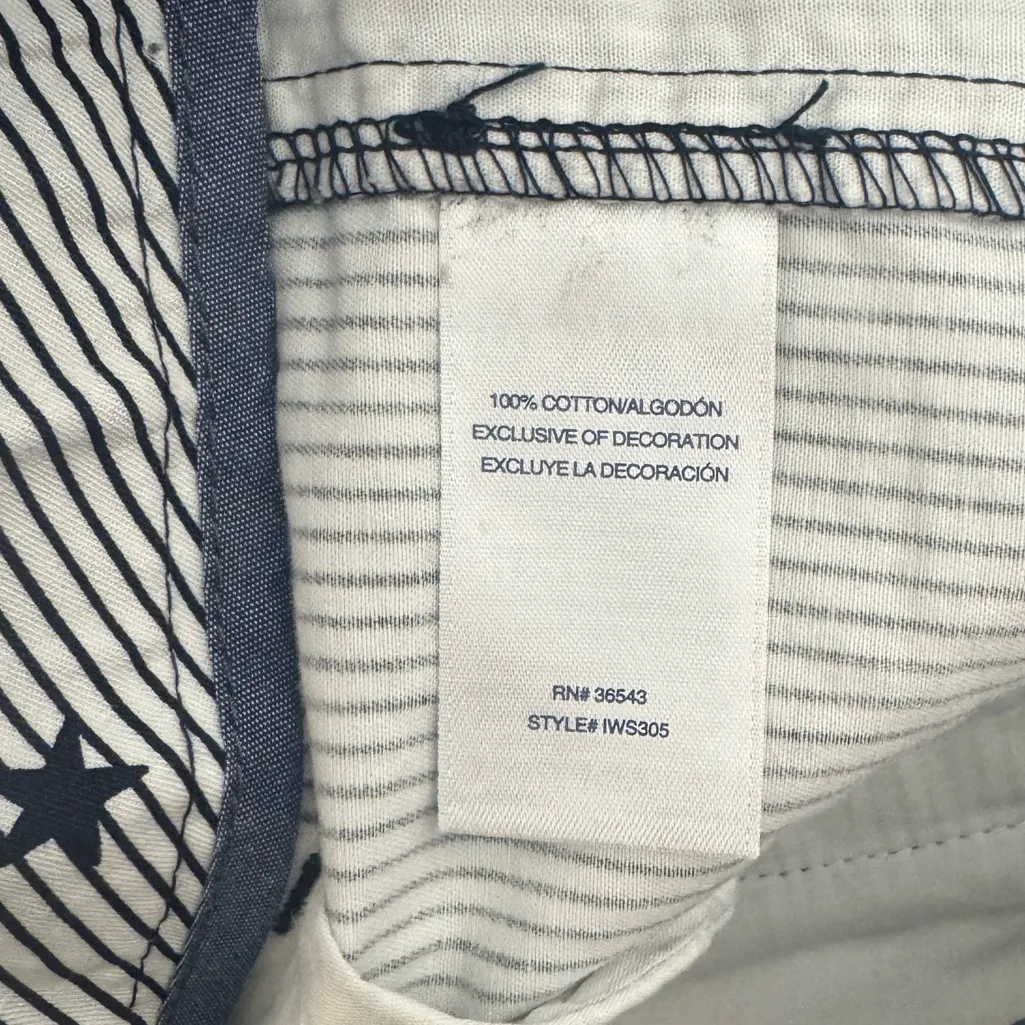 100% COTTON/ALGODÓN
EXCLUSIVE OF DECORATION
EXCLUYE LA DECORACIÓN
RN# 36543
STYLE# IWS305